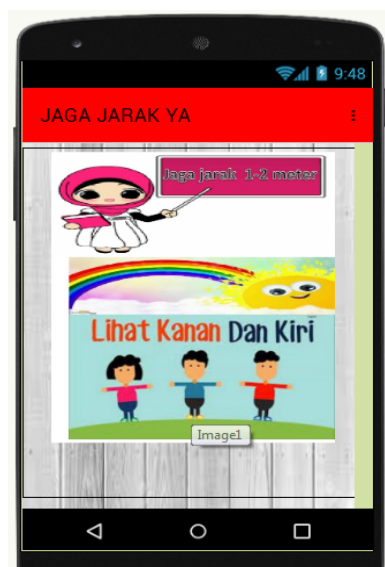 9:48
JAGA JARAK YA
Jaga jarak 1-2 meter
Lihat Kanan Dan Kiri
Image1